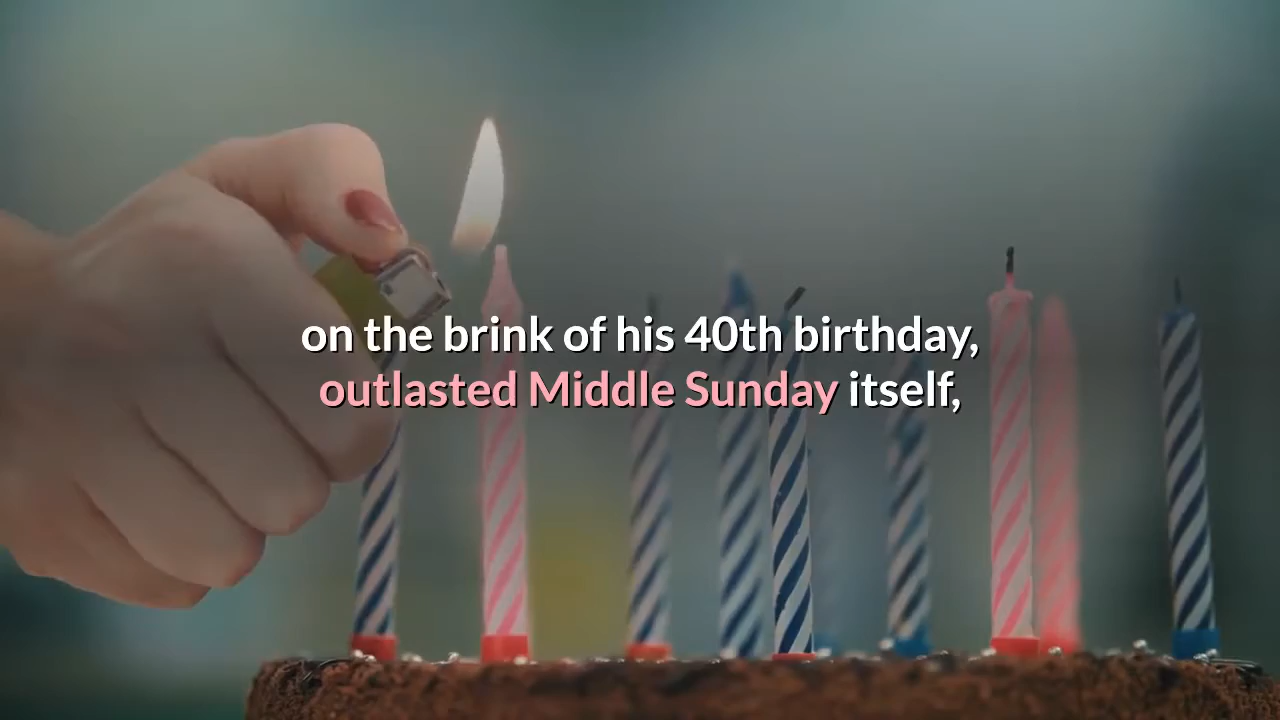 on the brink of his 40th birthday,
outlasted Middle Sunday itself,